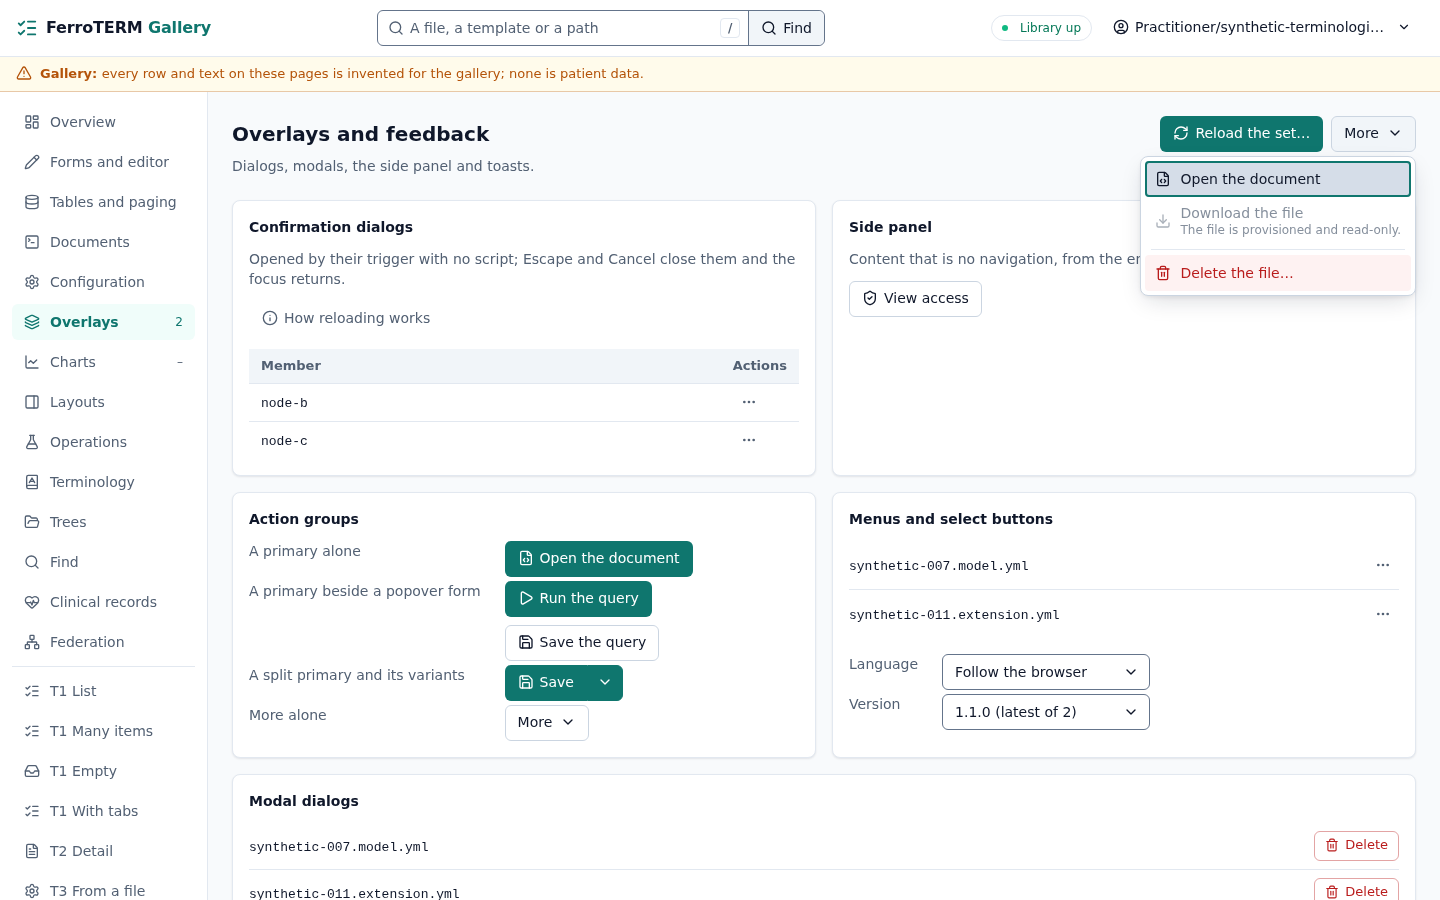 FerroTERM Gallery
A file, a template or a path
/
Find
Library up
Practitioner/synthetic-terminologi...
Gallery: every row and text on these pages is invented for the gallery; none is patient data.
Overview
Forms and editor
Tables and paging
Documents
Configuration
Overlays 2
Charts –
Layouts
Operations
Terminology
Trees
Find
Clinical records
Federation
T1 List
T1 Many items
T1 Empty
T1 With tabs
T2 Detail
T3 From a file
Overlays and feedback
Dialogs, modals, the side panel and toasts.
Reload the set...
More
Open the document
Download the file
The file is provisioned and read-only.
Delete the file...
Confirmation dialogs
Opened by their trigger with no script; Escape and Cancel close them and the
focus returns.
How reloading works
Member Actions
node-b
node-c
Side panel
Content that is no navigation, from the
View access
Action groups
A primary alone
Open the document
A primary beside a popover form
Run the query
Save the query
A split primary and its variants
Save
More alone
More
Menus and select buttons
synthetic-007.model.yml
synthetic-011.extension.yml
Language
Follow the browser
Version
1.1.0 (latest of 2)
Modal dialogs
synthetic-007.model.yml
Delete
synthetic-011.extension.yml
Delete